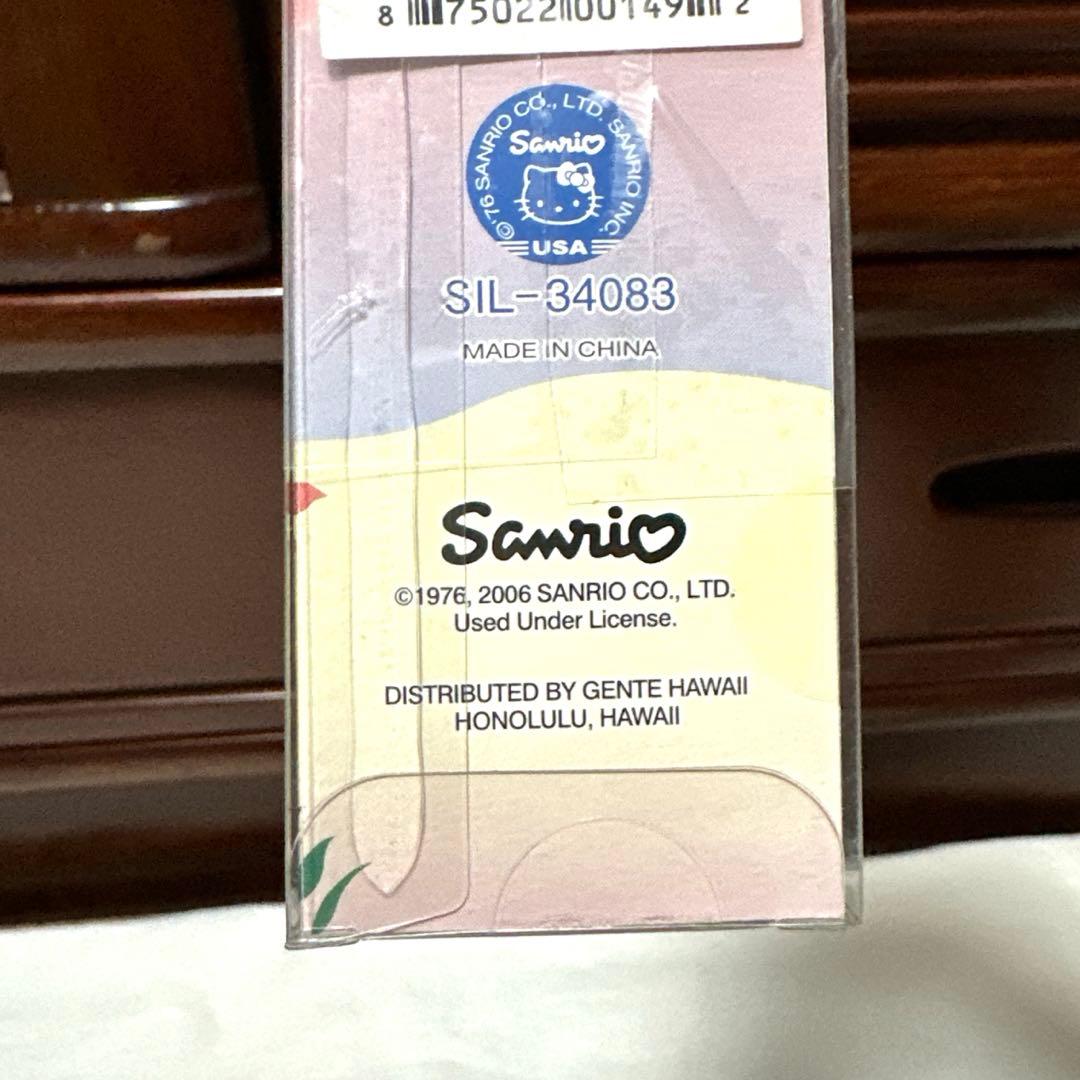 8 75022 00149 2
©'76 SANRIO CO., LTD. SANRIO INC.
Sanrio
USA
SIL-34083
MADE IN CHINA
Sanrio
©1976, 2006 SANRIO CO., LTD.
Used Under License.
DISTRIBUTED BY GENTE HAWAII
HONOLULU, HAWAII